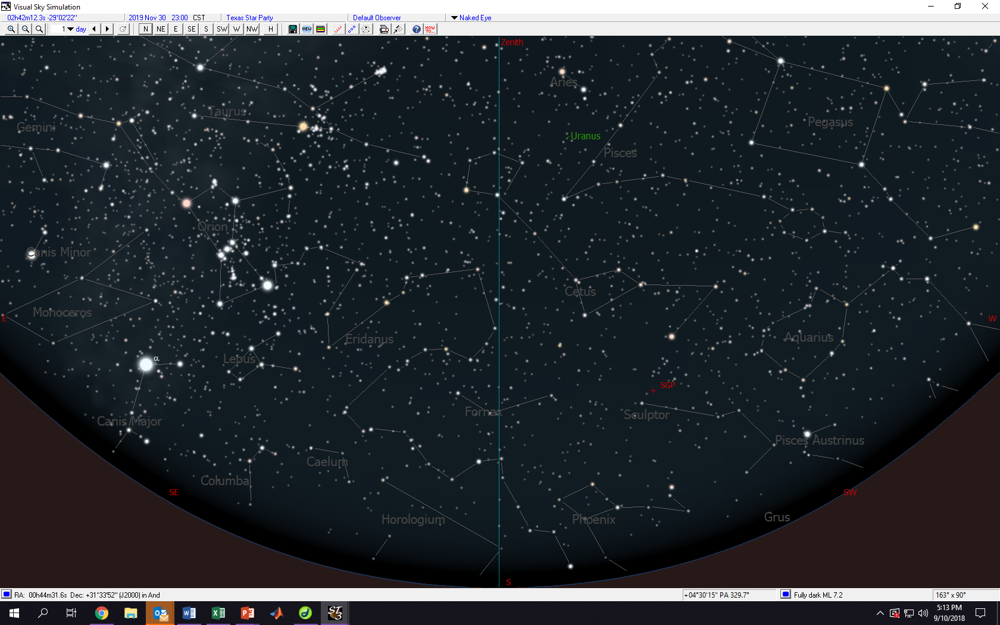 Visual Sky Simulation
02h42m12.3s -29°02'22"
2019 Nov 30 23:00 CST
Texas Star Party
Default Observer
Naked Eye
1 day
N NE E SE S SW W NW H
VIEW
HOW TO...
Zenith
Aries
Taurus
Gemini
Pegasus
Uranus
Pisces
Orion
Canis Minor
Cetus
Monoceros
E
W
Eridanus
Aquarius
α
Lepus
SGP
Fornax
Sculptor
Canis Major
Pisces Austrinus
Caelum
Columba
SE
SW
Horologium
Phoenix
Grus
S
RA: 00h44m31.6s Dec: +31°33'52" (J2000) in And
+04°30'15" PA 329.7°
Fully dark ML 7.2
163° x 90°
ST3
5:13 PM
9/10/2018